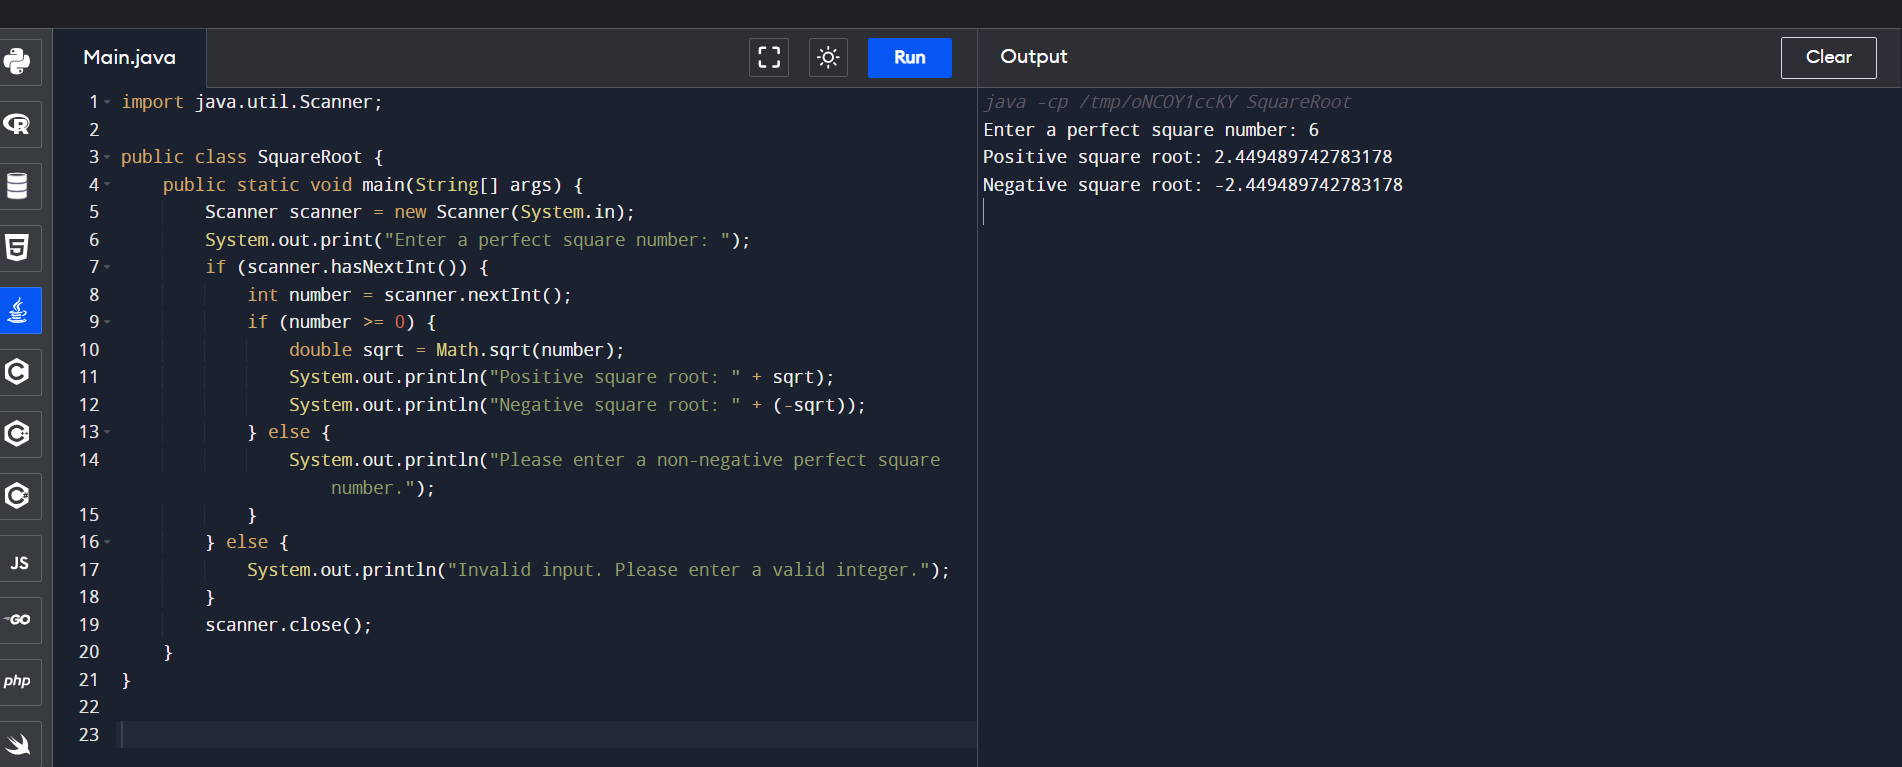 Main.java
Run
1 import java.util.Scanner;
2
3 public class SquareRoot {
4     public static void main(String[] args) {
5         Scanner scanner = new Scanner(System.in);
6         System.out.print("Enter a perfect square number: ");
7         if (scanner.hasNextInt()) {
8             int number = scanner.nextInt();
9             if (number >= 0) {
10                 double sqrt = Math.sqrt(number);
11                 System.out.println("Positive square root: " + sqrt);
12                 System.out.println("Negative square root: " + (-sqrt));
13             } else {
14                 System.out.println("Please enter a non-negative perfect square
                    number.");
15             }
16         } else {
17             System.out.println("Invalid input. Please enter a valid integer.");
18         }
19         scanner.close();
20     }
21 }
22
23
Output
Clear
java -cp /tmp/oNCOY1ccKY SquareRoot
Enter a perfect square number: 6
Positive square root: 2.449489742783178
Negative square root: -2.449489742783178
R
5
C
C
C
JS
GO
php